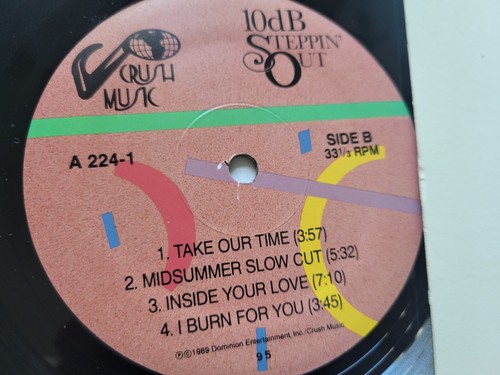 CRUSH
MUSIC
10dB
STEPPIN'
OUT
A 224-1
SIDE B
33⅓ RPM
1. TAKE OUR TIME (3:57)
2. MIDSUMMER SLOW CUT (5:32)
3. INSIDE YOUR LOVE (7:10)
4. I BURN FOR YOU (3:45)
℗©1989 Dominion Entertainment, Inc./Crush Music
95